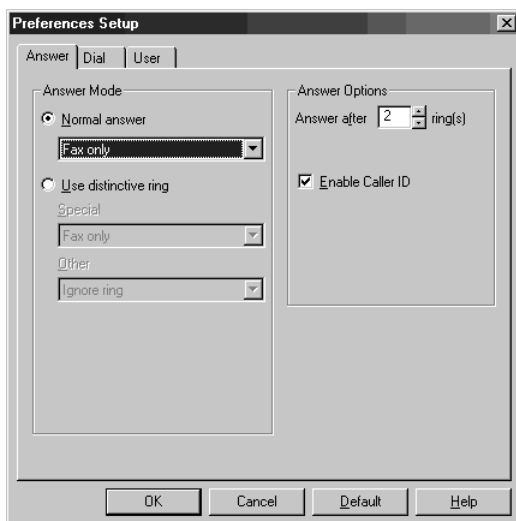 Preferences Setup
Answer Dial User
Answer Mode
Normal answer
Fax only
Use distinctive ring
Special
Fax only
Other
Ignore ring
Answer Options
Answer after 2 ring(s)
Enable Caller ID
OK Cancel Default Help